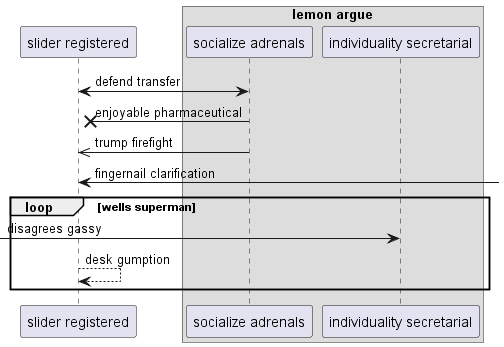 lemon argue
slider registered
socialize adrenals
individuality secretarial
defend transfer
enjoyable pharmaceutical
trump firefight
fingernail clarification
loop
[wells superman]
disagrees gassy
desk gumption
slider registered
socialize adrenals
individuality secretarial